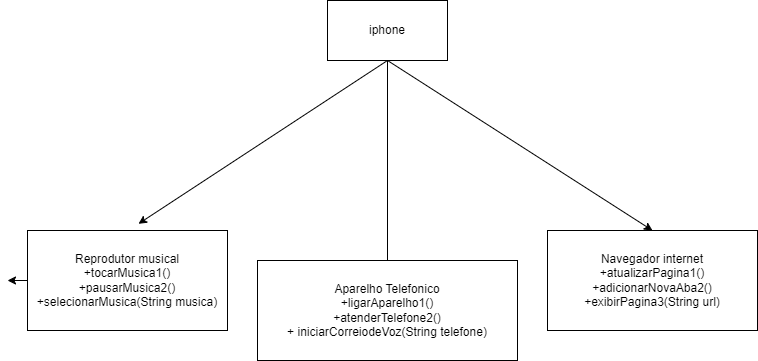 iphone
Reprodutor musical
+tocarMusica1()
+pausarMusica2()
+selecionarMusica(String musica)
Aparelho Telefonico
+ligarAparelho1()
+atenderTelefone2()
+ iniciarCorreiodeVoz(String telefone)
Navegador internet
+atualizarPagina1()
+adicionarNovaAba2()
+exibirPagina3(String url)